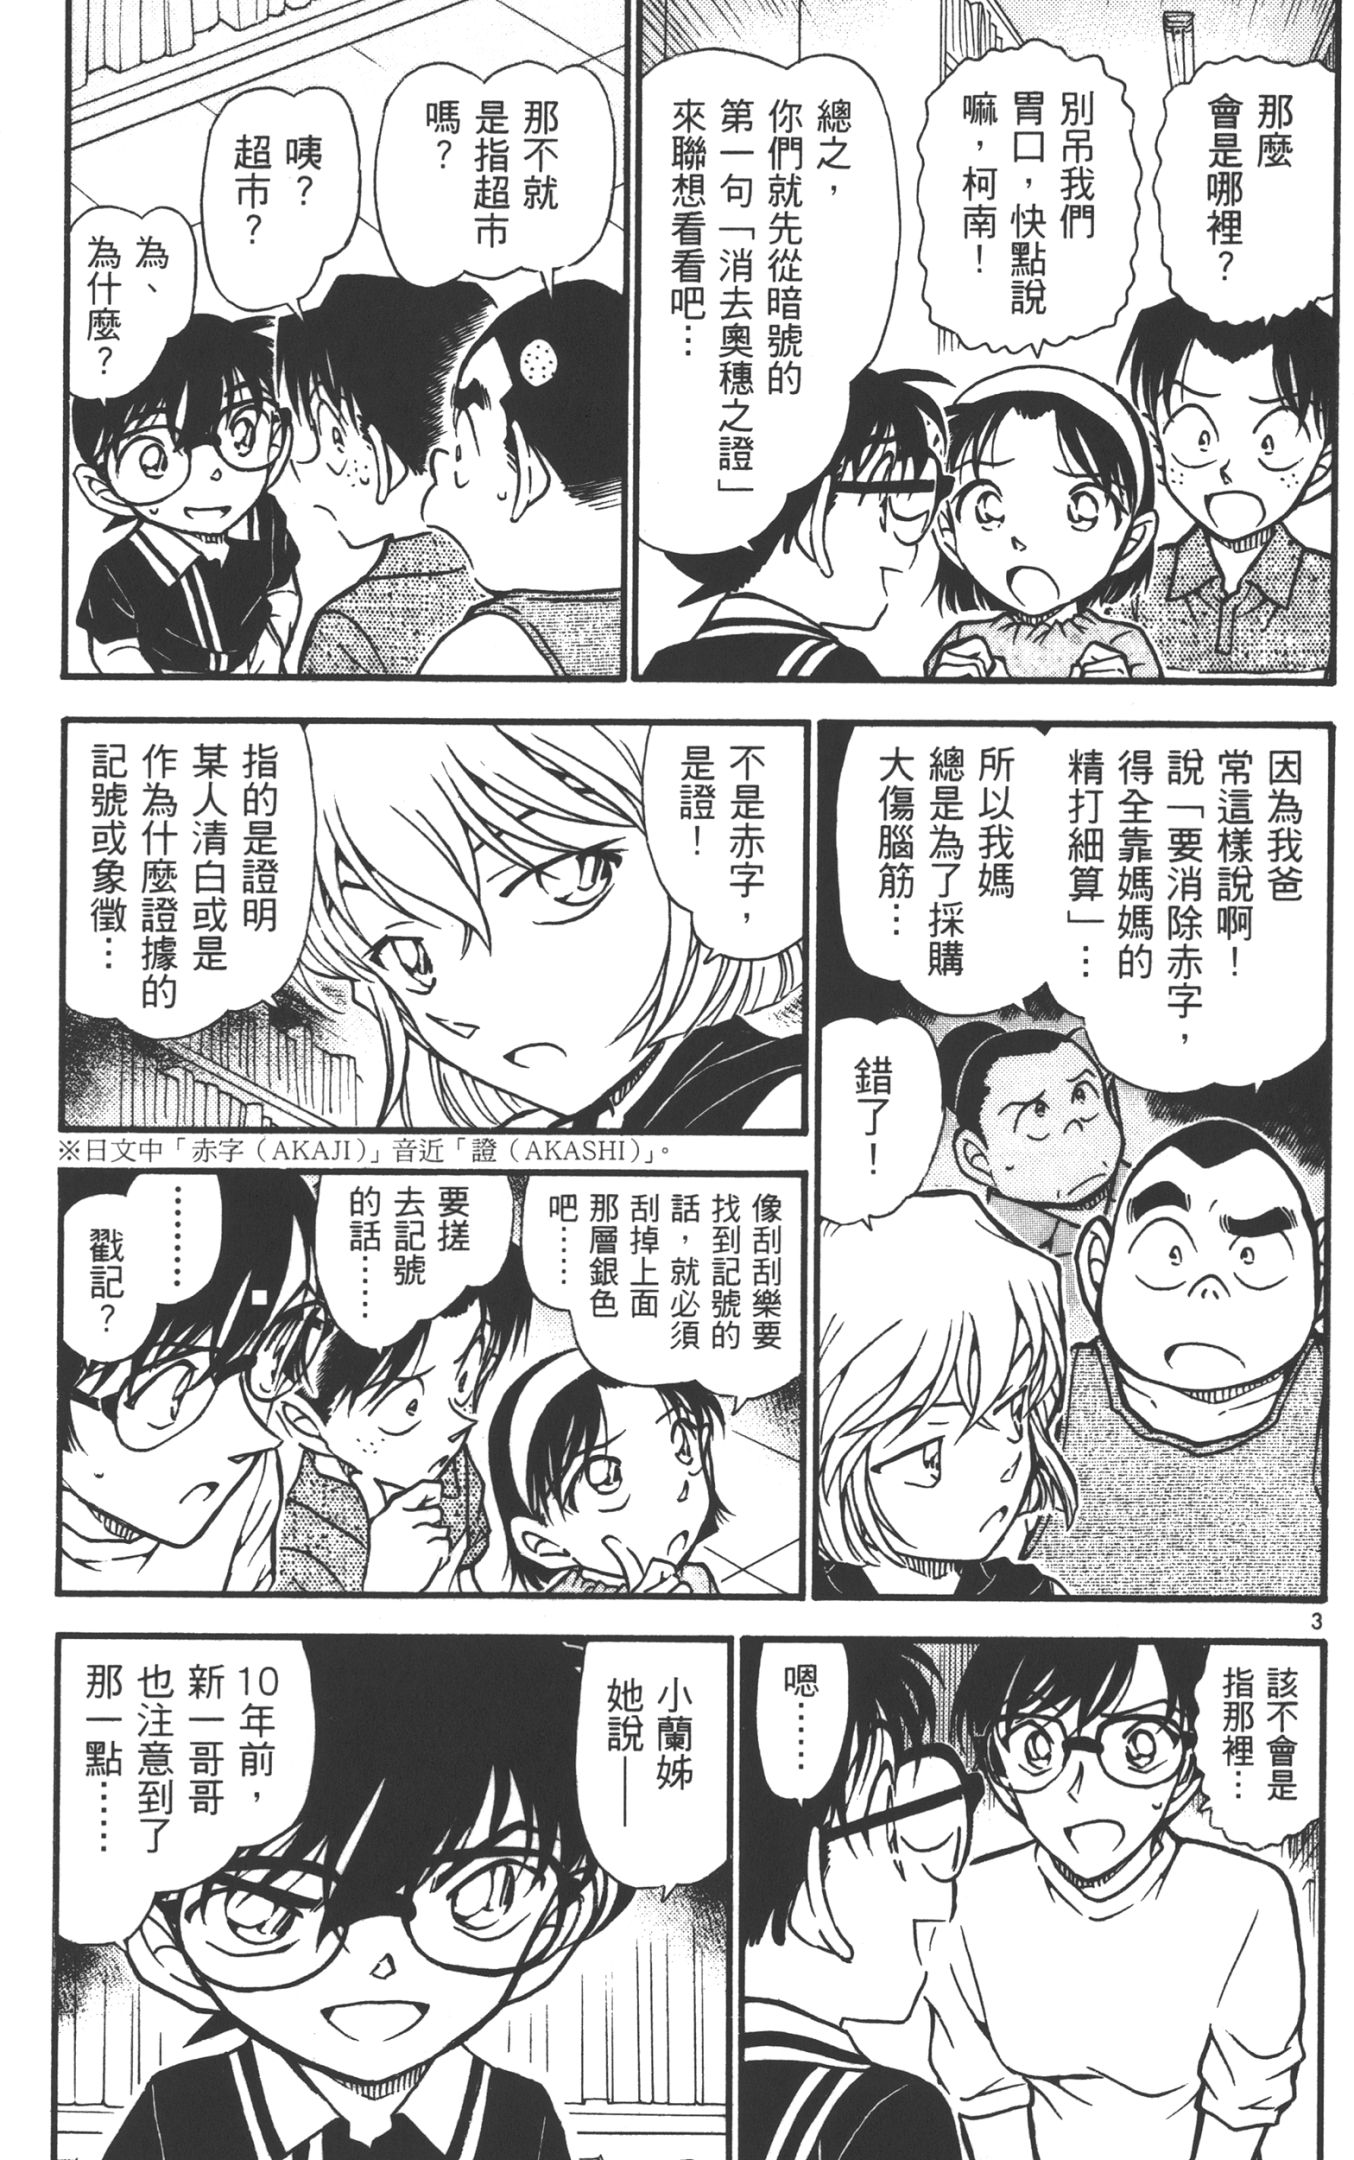 那麼
會是哪裡?
別吊我們
胃口,快點說
嘛,柯南!
總之,
你們就先從暗號的
第一句「消去奧穗之證」
來聯想看看吧…
那不就
是指超市
嗎?
咦?
超市?
為、
為什麼?
因為我爸
常這樣說啊!
說「要消除赤字,
得全靠媽媽的
精打細算」…
所以我媽
總是為了採購
大傷腦筋…
錯了!
不是赤字,
是證!
指的是證明
某人清白或是
作為什麼證據的
記號或象徵…
※日文中「赤字(AKAJI)」音近「證(AKASHI)」。
像刮刮樂要
找到記號的
話,就必須
刮掉上面
那層銀色
吧……
要搓
去記號
的話……
………
戳記?
3
該不會是
指那裡…
嗯……
小蘭姊
她說——
10年前,
新一哥哥
也注意到了
那一點……